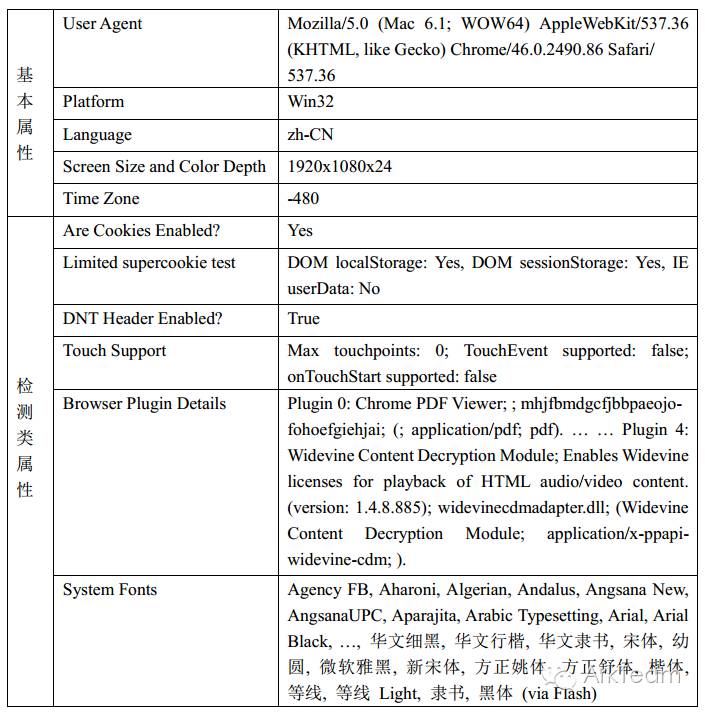 基本属性
User Agent
Mozilla/5.0 (Mac 6.1; WOW64) AppleWebKit/537.36
(KHTML, like Gecko) Chrome/46.0.2490.86 Safari/
537.36
Platform
Win32
Language
zh-CN
Screen Size and Color Depth
1920x1080x24
Time Zone
-480
检测类属性
Are Cookies Enabled?
Yes
Limited supercookie test
DOM localStorage: Yes, DOM sessionStorage: Yes, IE
userData: No
DNT Header Enabled?
True
Touch Support
Max touchpoints: 0; TouchEvent supported: false;
onTouchStart supported: false
Browser Plugin Details
Plugin 0: Chrome PDF Viewer; ; mhjfbmdgcfjbbpaeojo-
fohoefgiehjai; (; application/pdf; pdf). … … Plugin 4:
Widevine Content Decryption Module; Enables Widevine
licenses for playback of HTML audio/video content.
(version: 1.4.8.885); widevinecdmadapter.dll; (Widevine
Content Decryption Module; application/x-ppapi-
widevine-cdm; ).
System Fonts
Agency FB, Aharoni, Algerian, Andalus, Angsana New,
AngsanaUPC, Aparajita, Arabic Typesetting, Arial, Arial
Black, …, 华文细黑, 华文行楷, 华文隶书, 宋体, 幼
圆, 微软雅黑, 新宋体, 方正姚体, 方正舒体, 楷体,
等线, 等线 Light, 隶书, 黑体 (via Flash)
ArkTeam